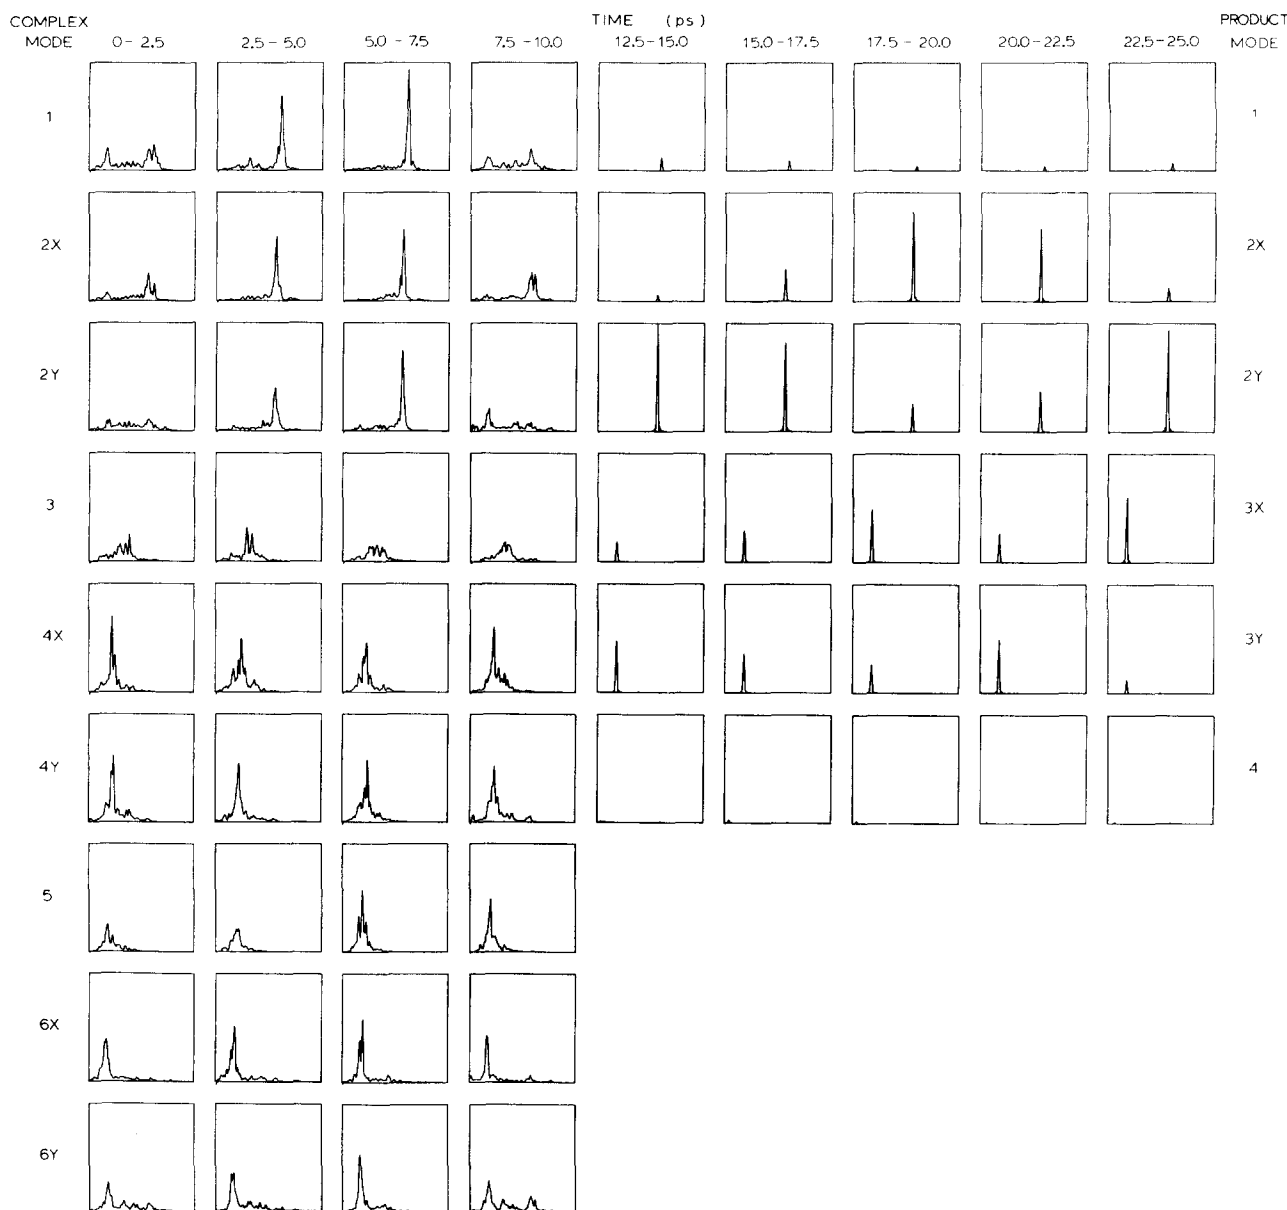 COMPLEX TIME (ps) PRODUCT
MODE 0 - 2.5 2.5 - 5.0 5.0 - 7.5 7.5 - 10.0 12.5 - 15.0 15.0 - 17.5 17.5 - 20.0 20.0 - 22.5 22.5 - 25.0 MODE
1 1
2X 2X
2Y 2Y
3 3X
4X 3Y
4Y 4
5
6X
6Y